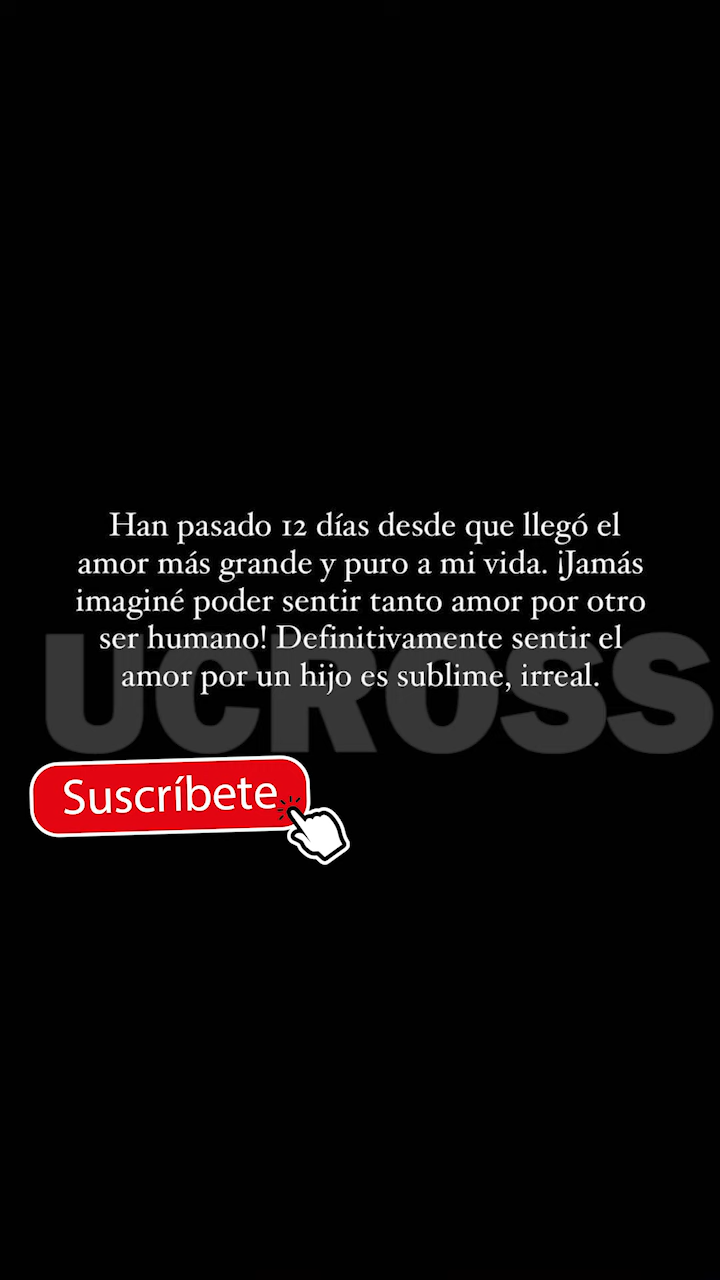 Han pasado 12 días desde que llegó el
amor más grande y puro a mi vida. ¡Jamás
imaginé poder sentir tanto amor por otro
ser humano! Definitivamente sentir el
amor por un hijo es sublime, irreal.
UCROSS
Suscríbete